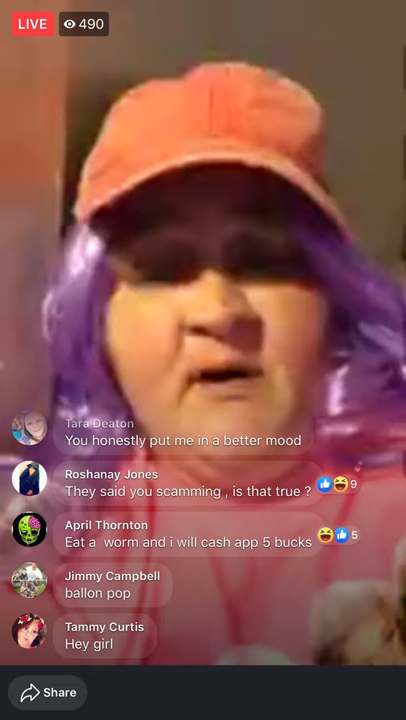 LIVE 490
Tara Deaton
You honestly put me in a better mood
Roshanay Jones
They said you scamming , is that true ? 9
April Thornton
Eat a  worm and i will cash app 5 bucks 5
Jimmy Campbell
ballon pop
Tammy Curtis
Hey girl
Share